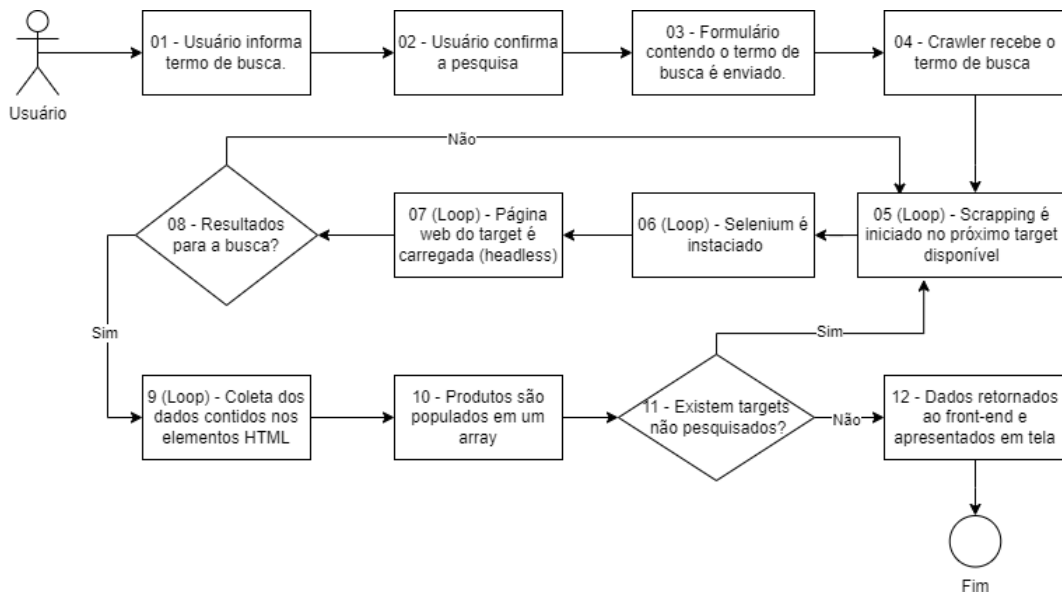 Usuário
01 - Usuário informa
termo de busca.
02 - Usuário confirma
a pesquisa
03 - Formulário
contendo o termo de
busca é enviado.
04 - Crawler recebe o
termo de busca
Não
08 - Resultados
para a busca?
07 (Loop) - Página
web do target é
carregada (headless)
06 (Loop) - Selenium é
instaciado
05 (Loop) - Scrapping é
iniciado no próximo target
disponível
Sim
Sim
9 (Loop) - Coleta dos
dados contidos nos
elementos HTML
10 - Produtos são
populados em um
array
11 - Existem targets
não pesquisados?
Não
12 - Dados retornados
ao front-end e
apresentados em tela
Fim